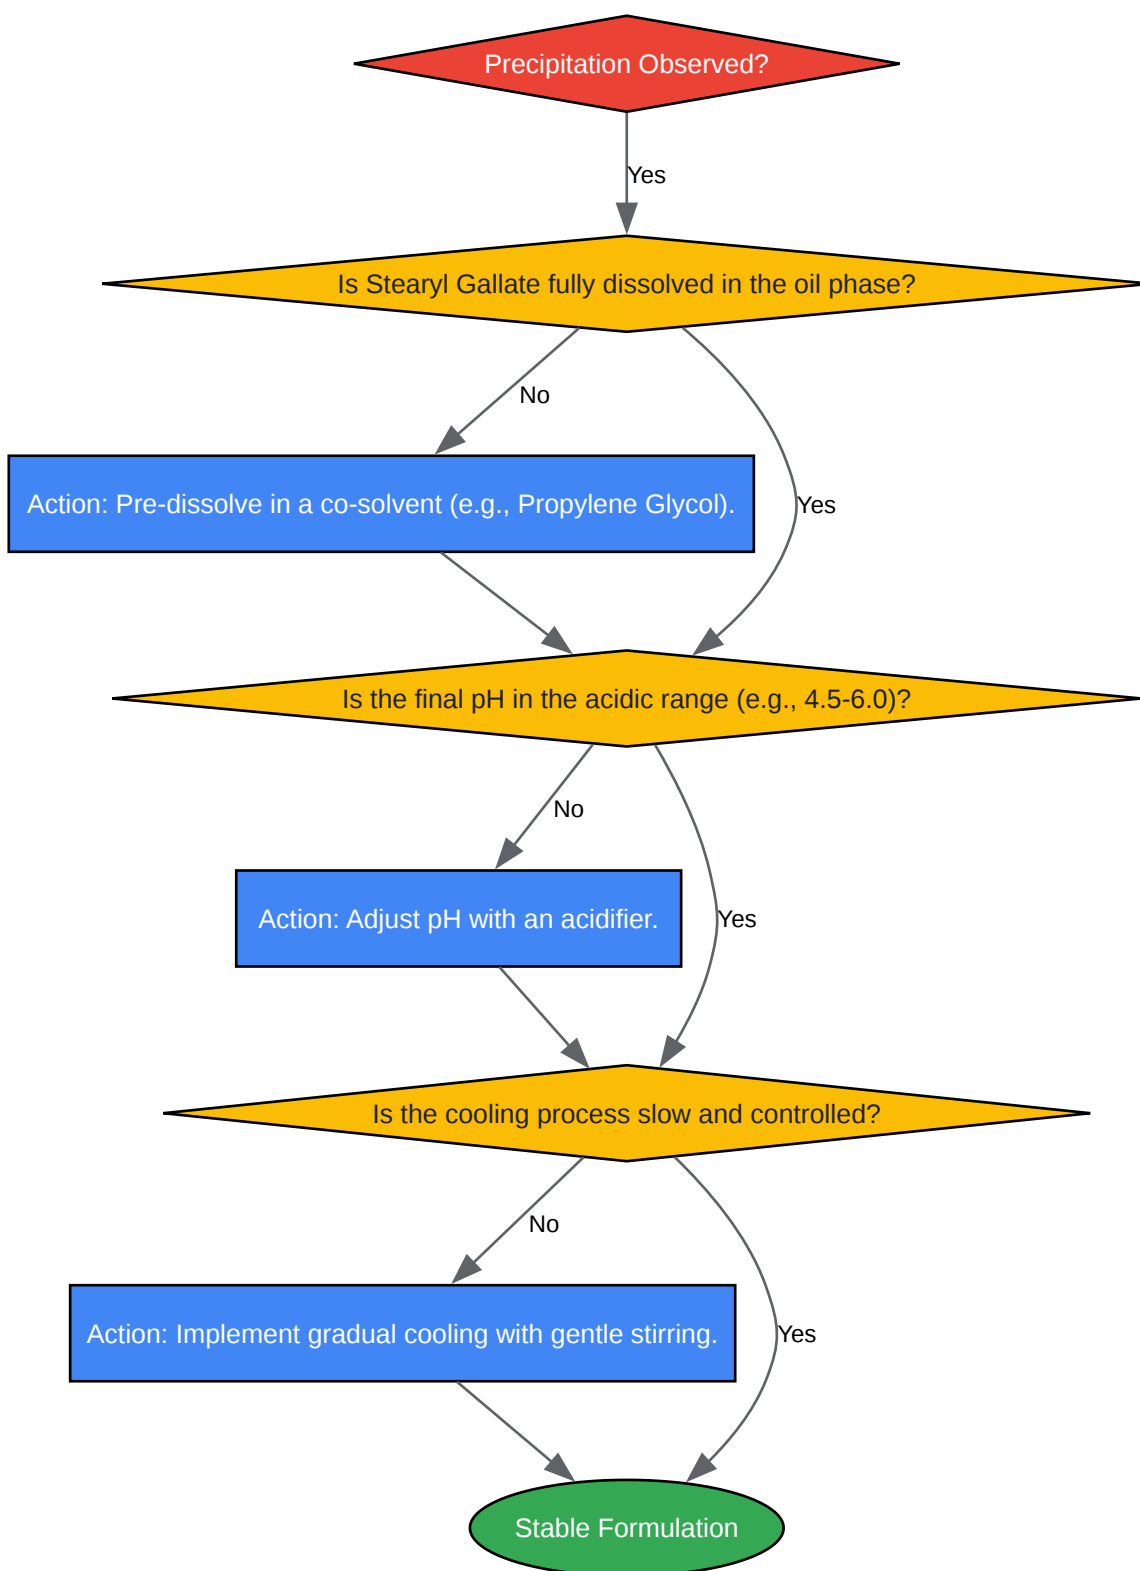 Precipitation Observed?
Yes
Is Stearyl Gallate fully dissolved in the oil phase?
No
Action: Pre-dissolve in a co-solvent (e.g., Propylene Glycol).
Yes
Is the final pH in the acidic range (e.g., 4.5-6.0)?
No
Action: Adjust pH with an acidifier.
Yes
Is the cooling process slow and controlled?
No
Action: Implement gradual cooling with gentle stirring.
Yes
Stable Formulation